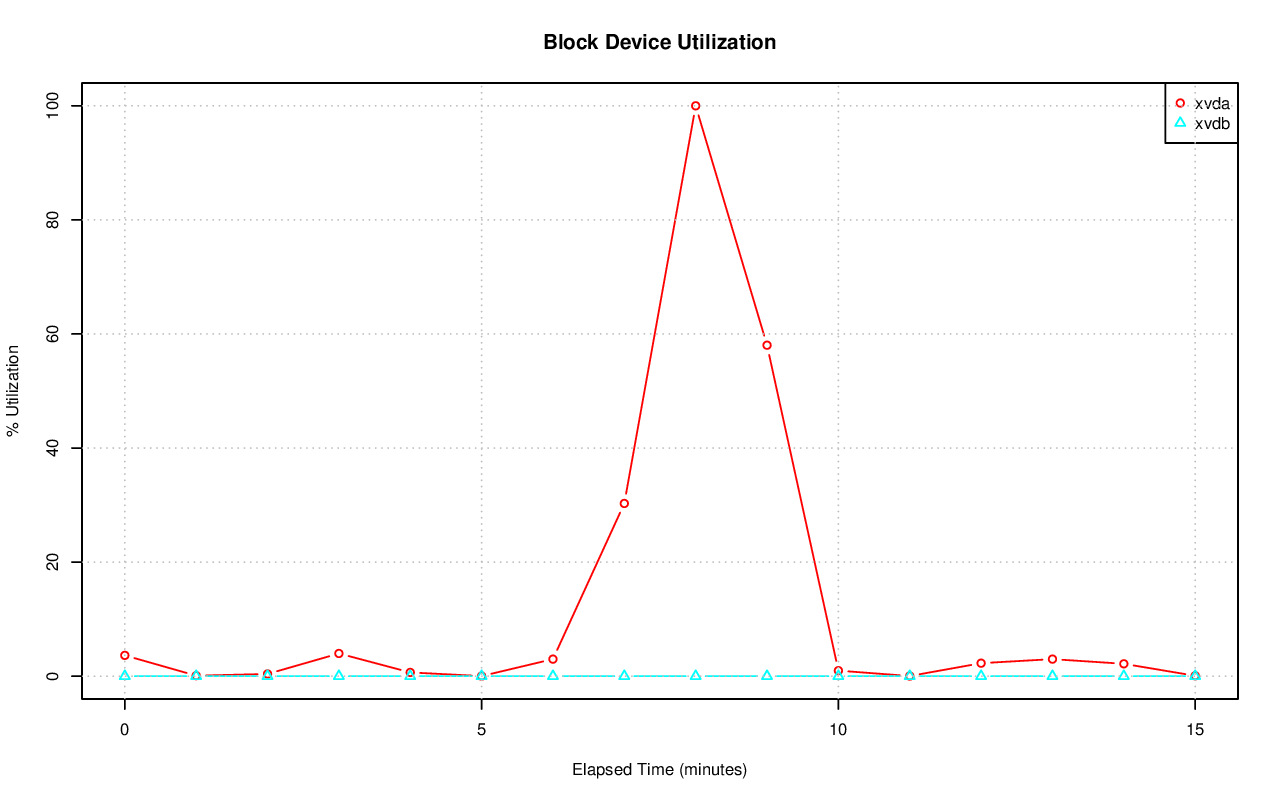 Block Device Utilization
xvda
xvdb
100
80
60
40
20
0
% Utilization
0 5 10 15
Elapsed Time (minutes)